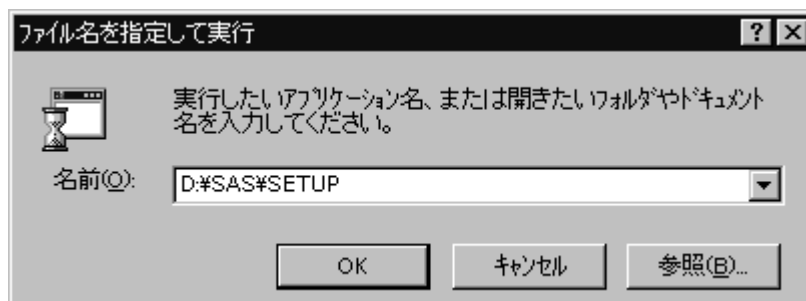 ファイル名を指定して実行
実行したいアプリケーション名、または開きたいフォルダやドキュメント
名を入力してください。
名前(O):
D:¥SAS¥SETUP
OK
キャンセル
参照(B)...